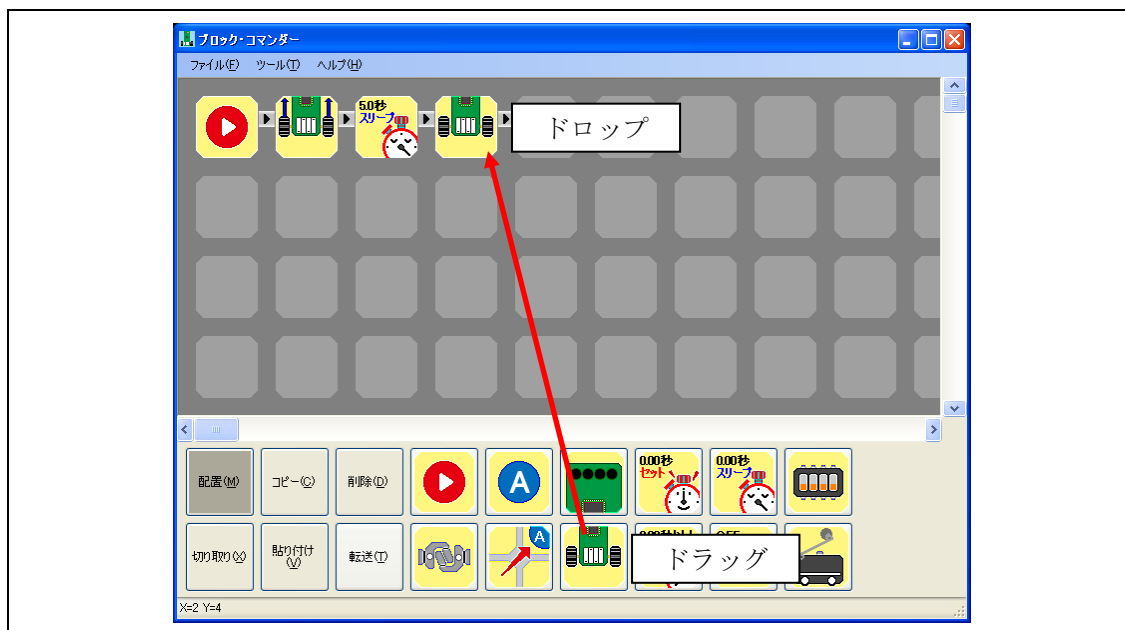 ブロック・コマンダー
ファイル(F) ツール(T) ヘルプ(H)
5.0秒
スリープ
ドロップ
配置(M)
コピー(C)
削除(D)
A
0.00秒
セット
0.00秒
スリープ
切り取り(X)
貼り付け
(V)
転送(T)
A
ドラッグ
X=2 Y=4